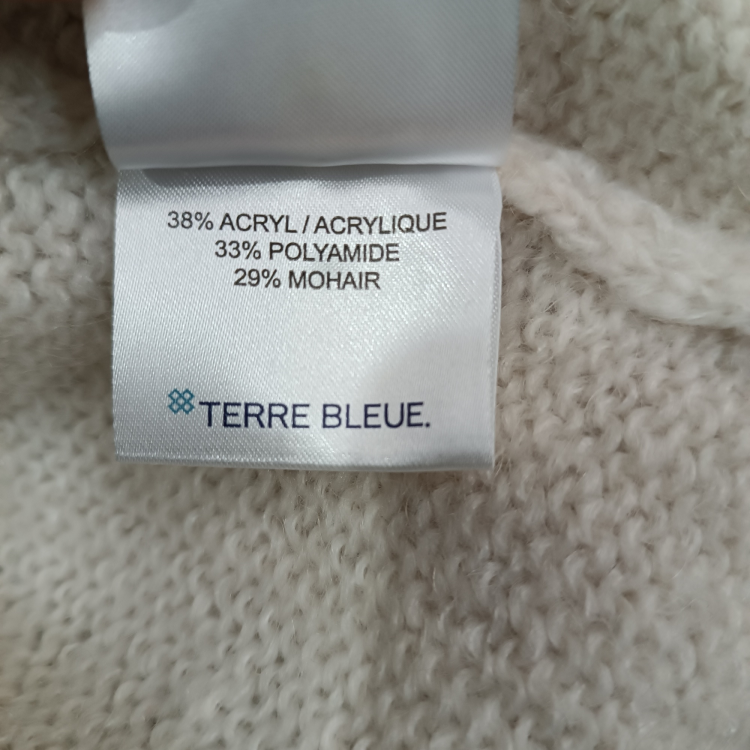 38% ACRYL / ACRYLIQUE
33% POLYAMIDE
29% MOHAIR
TERRE BLEUE.